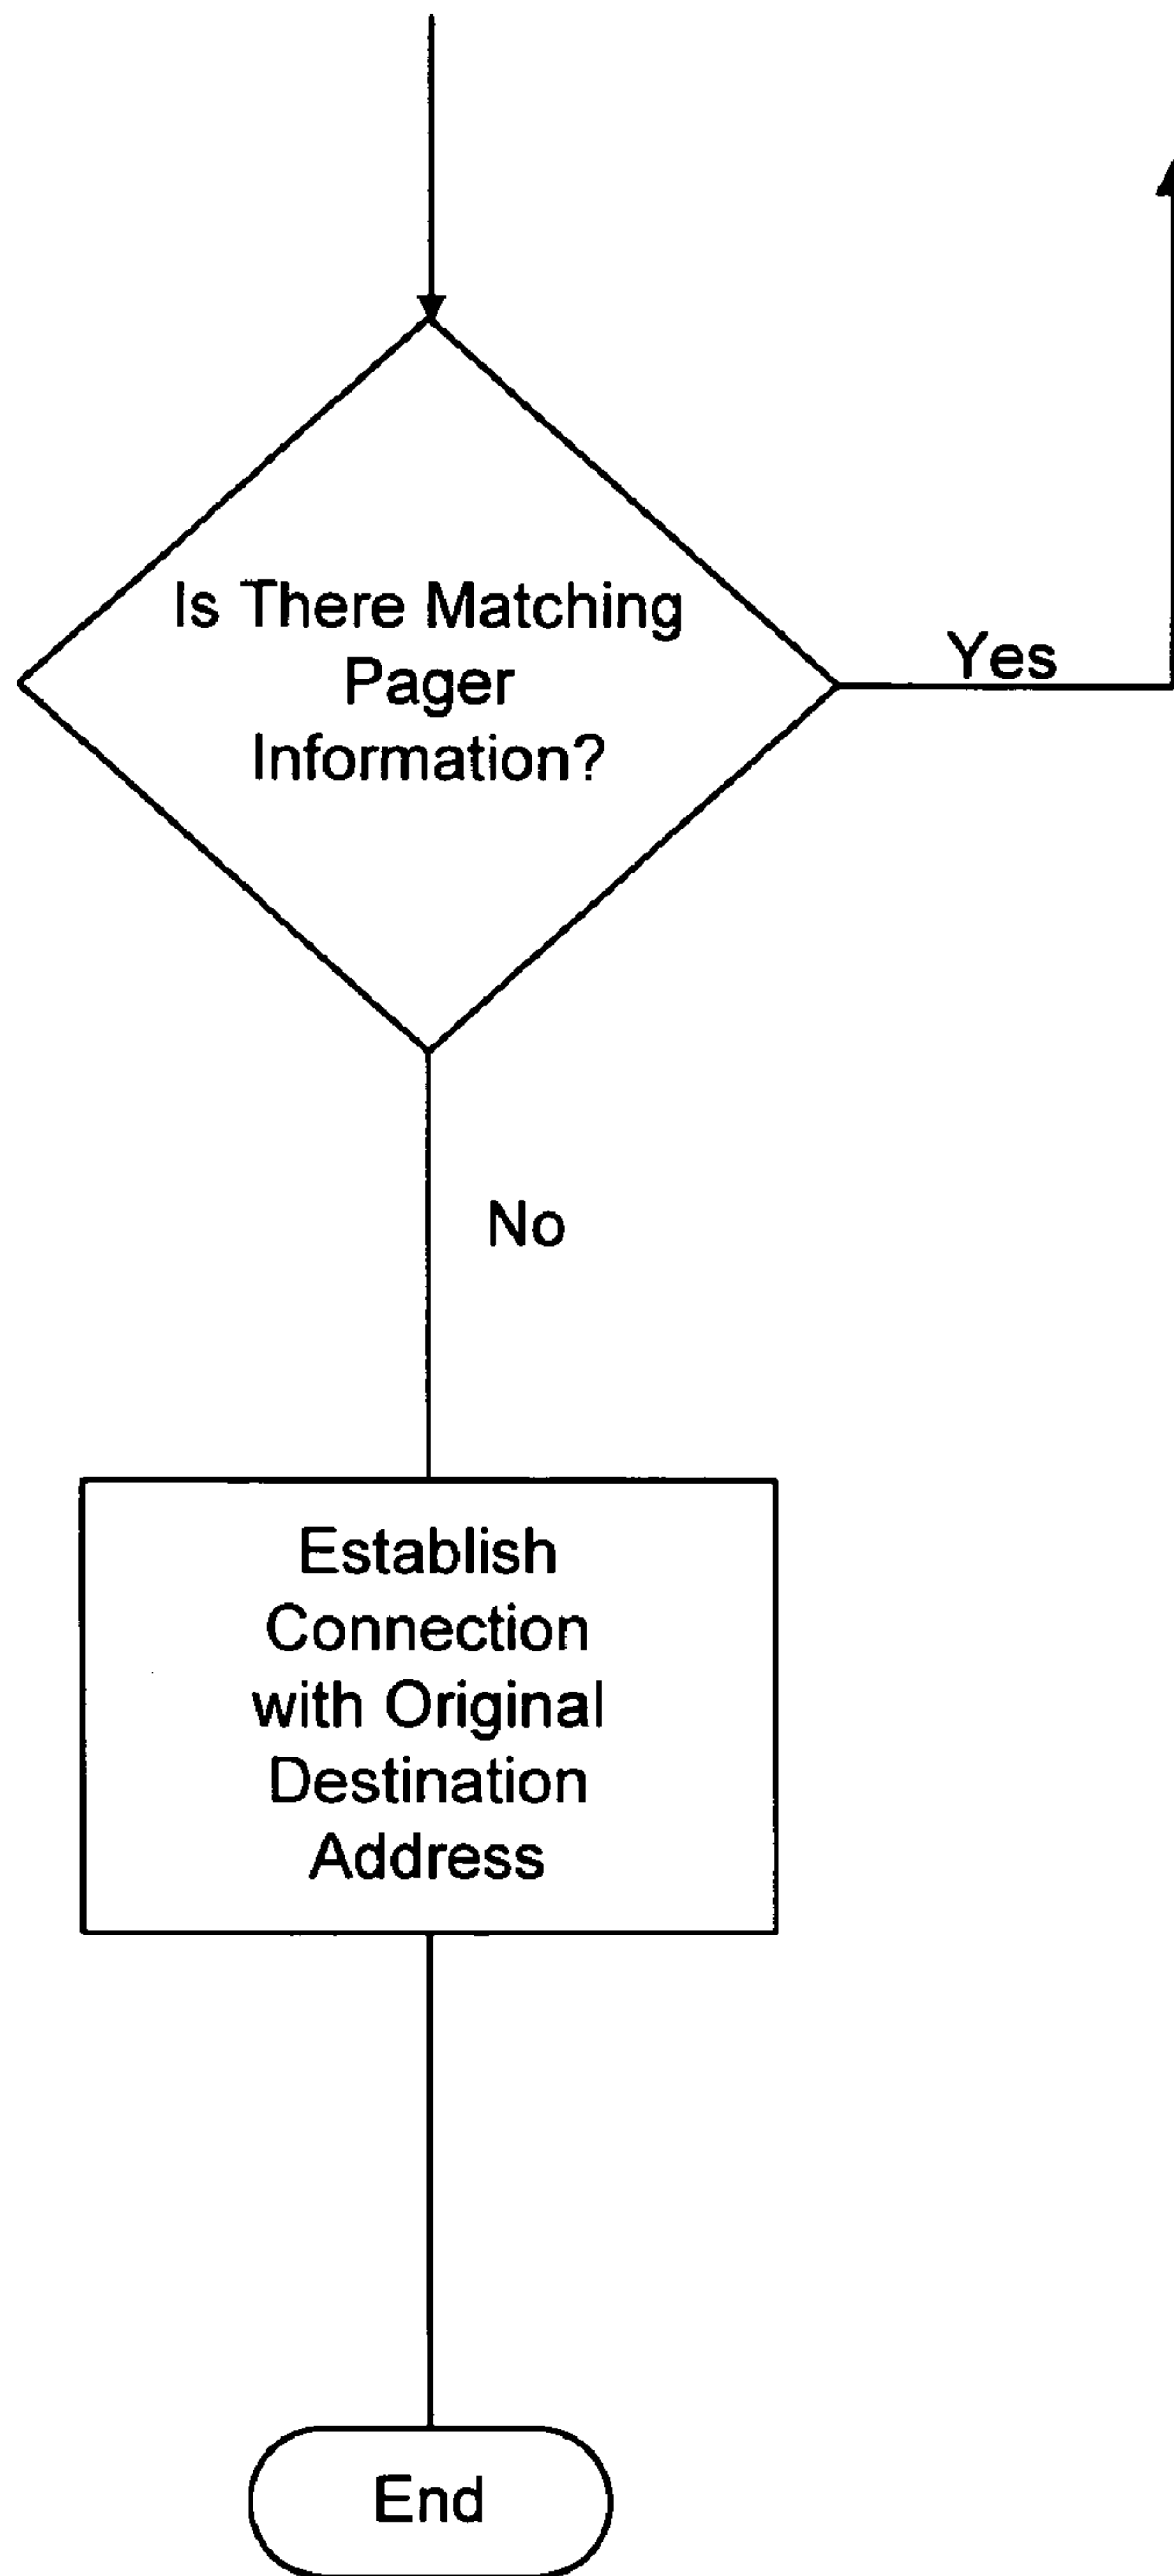 Is There Matching
Pager
Information?
Yes
No
Establish
Connection
with Original
Destination
Address
End